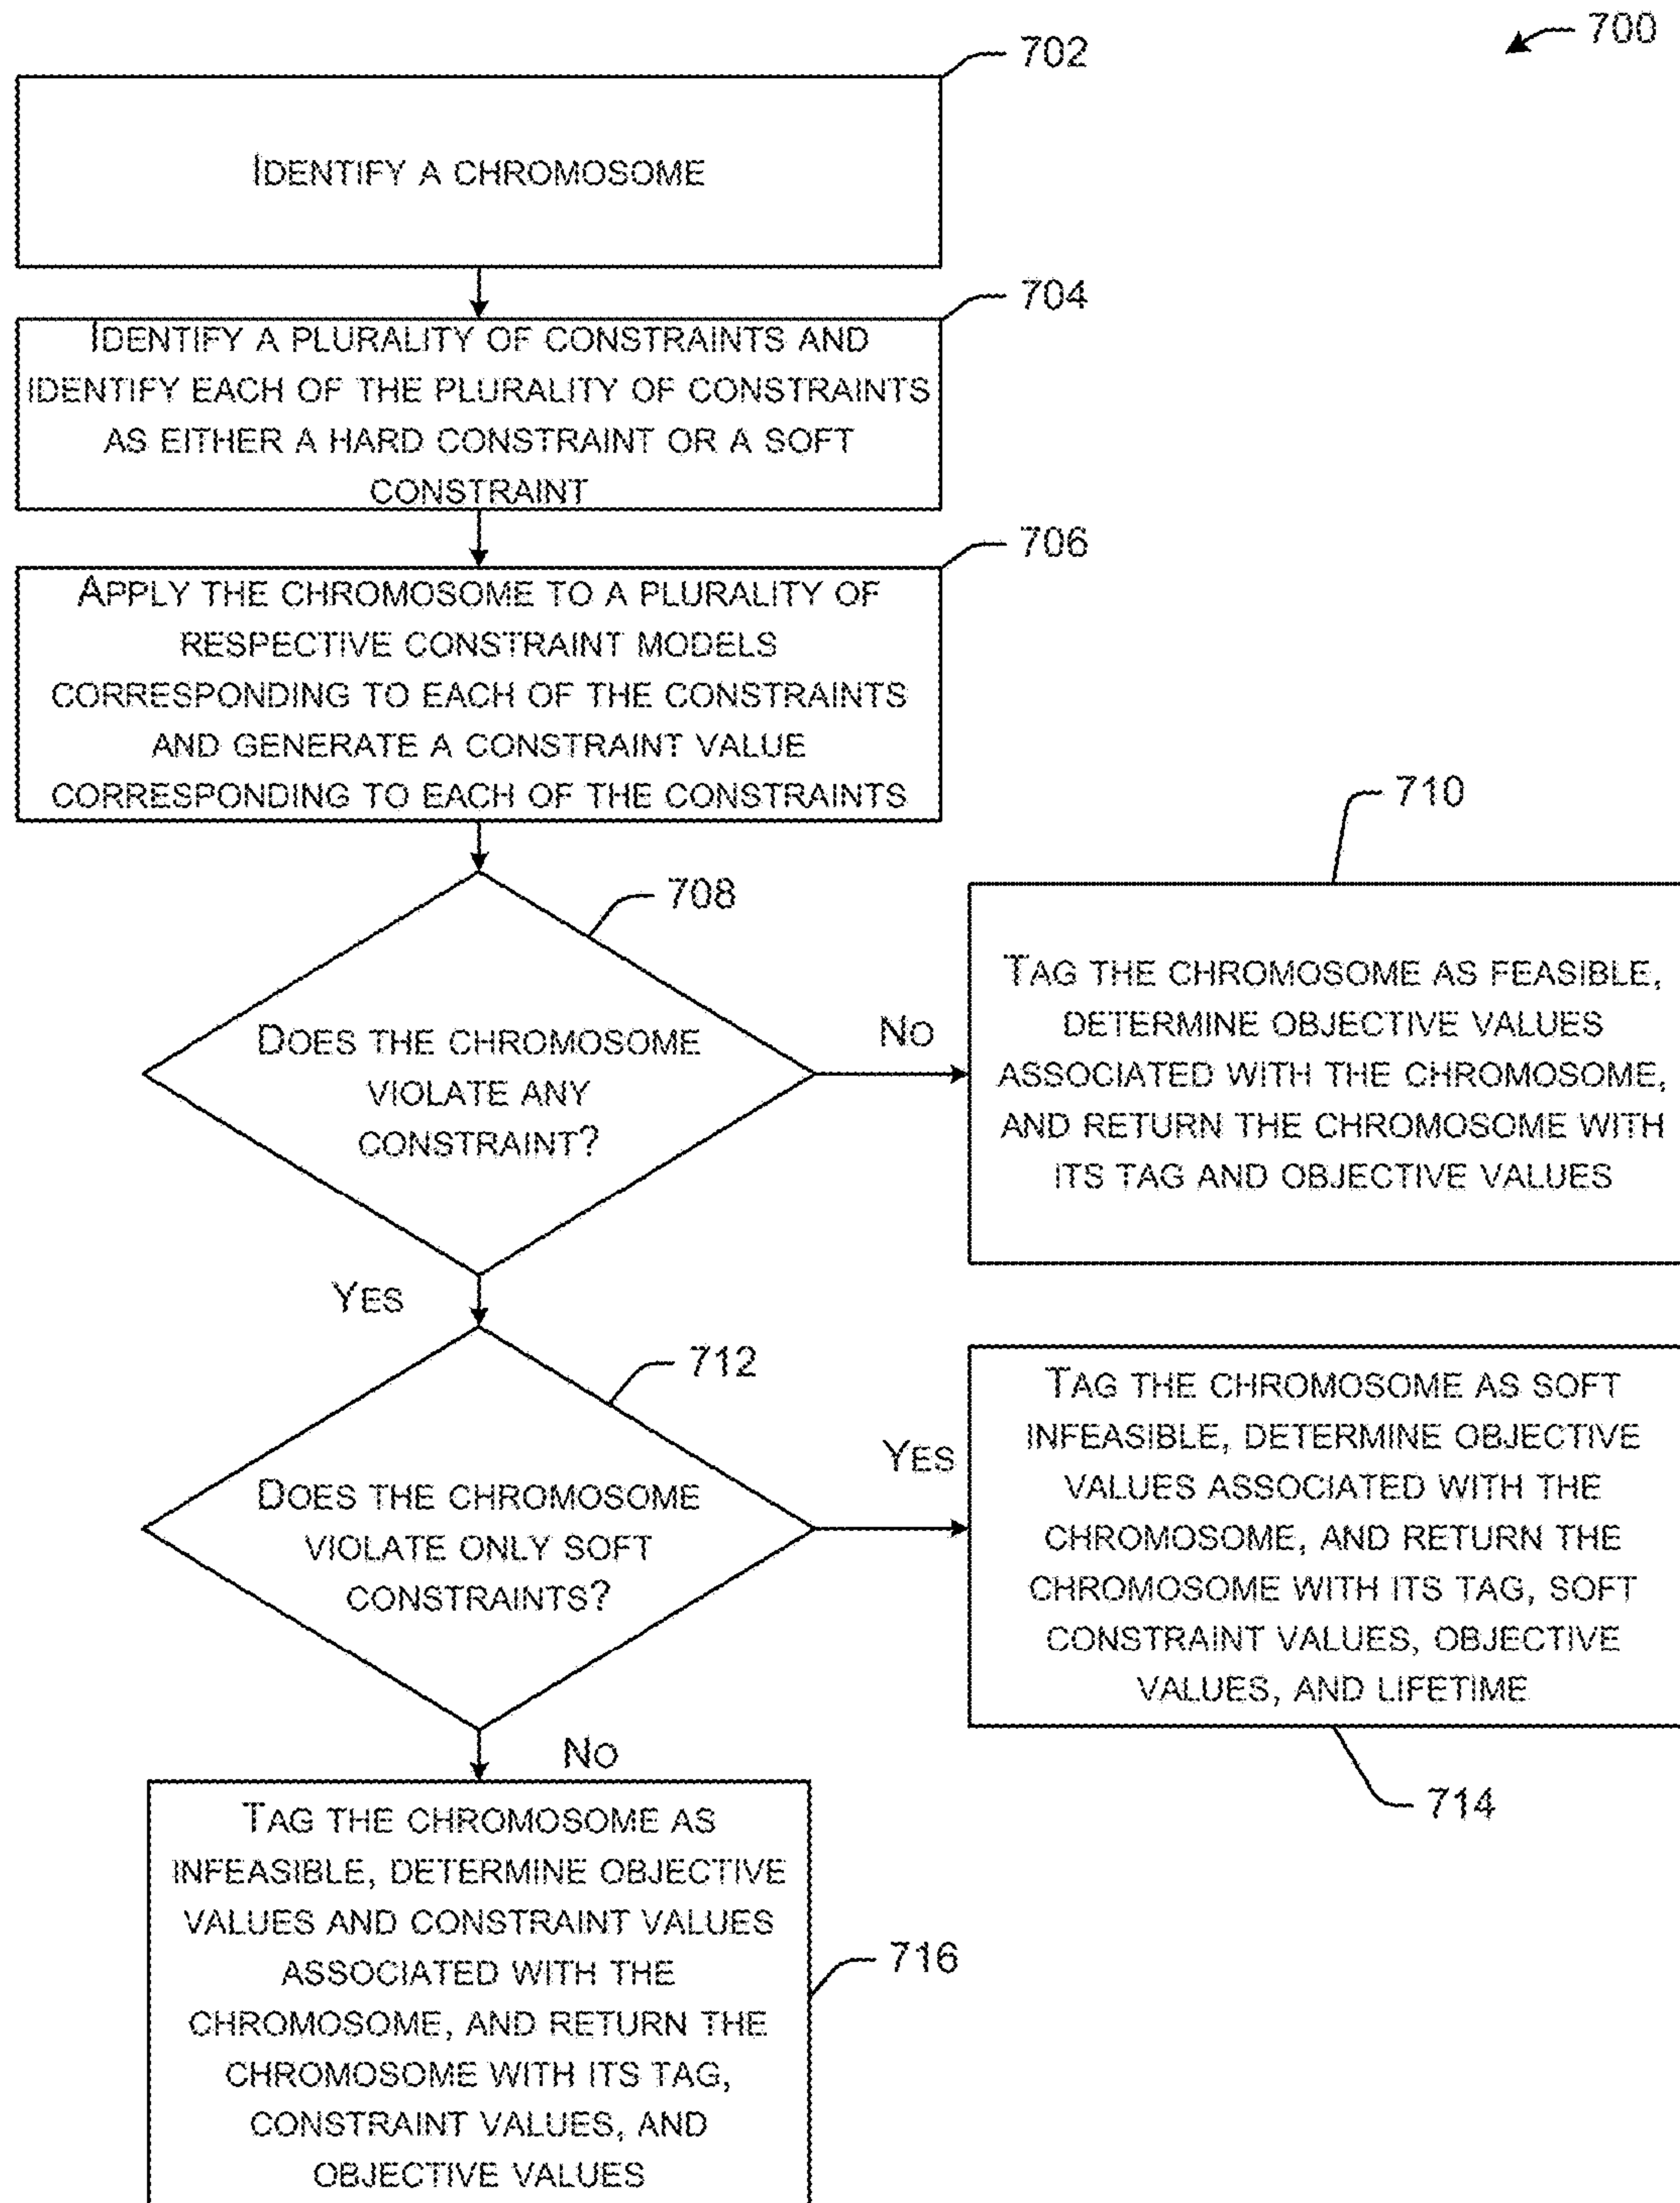 700
702
IDENTIFY A CHROMOSOME
704
IDENTIFY A PLURALITY OF CONSTRAINTS AND
IDENTIFY EACH OF THE PLURALITY OF CONSTRAINTS
AS EITHER A HARD CONSTRAINT OR A SOFT
CONSTRAINT
706
APPLY THE CHROMOSOME TO A PLURALITY OF
RESPECTIVE CONSTRAINT MODELS
CORRESPONDING TO EACH OF THE CONSTRAINTS
AND GENERATE A CONSTRAINT VALUE
CORRESPONDING TO EACH OF THE CONSTRAINTS
708
DOES THE CHROMOSOME
VIOLATE ANY
CONSTRAINT?
NO
710
TAG THE CHROMOSOME AS FEASIBLE,
DETERMINE OBJECTIVE VALUES
ASSOCIATED WITH THE CHROMOSOME,
AND RETURN THE CHROMOSOME WITH
ITS TAG AND OBJECTIVE VALUES
YES
712
DOES THE CHROMOSOME
VIOLATE ONLY SOFT
CONSTRAINTS?
YES
TAG THE CHROMOSOME AS SOFT
INFEASIBLE, DETERMINE OBJECTIVE
VALUES ASSOCIATED WITH THE
CHROMOSOME, AND RETURN THE
CHROMOSOME WITH ITS TAG, SOFT
CONSTRAINT VALUES, OBJECTIVE
VALUES, AND LIFETIME
714
NO
TAG THE CHROMOSOME AS
INFEASIBLE, DETERMINE OBJECTIVE
VALUES AND CONSTRAINT VALUES
ASSOCIATED WITH THE
CHROMOSOME, AND RETURN THE
CHROMOSOME WITH ITS TAG,
CONSTRAINT VALUES, AND
OBJECTIVE VALUES
716